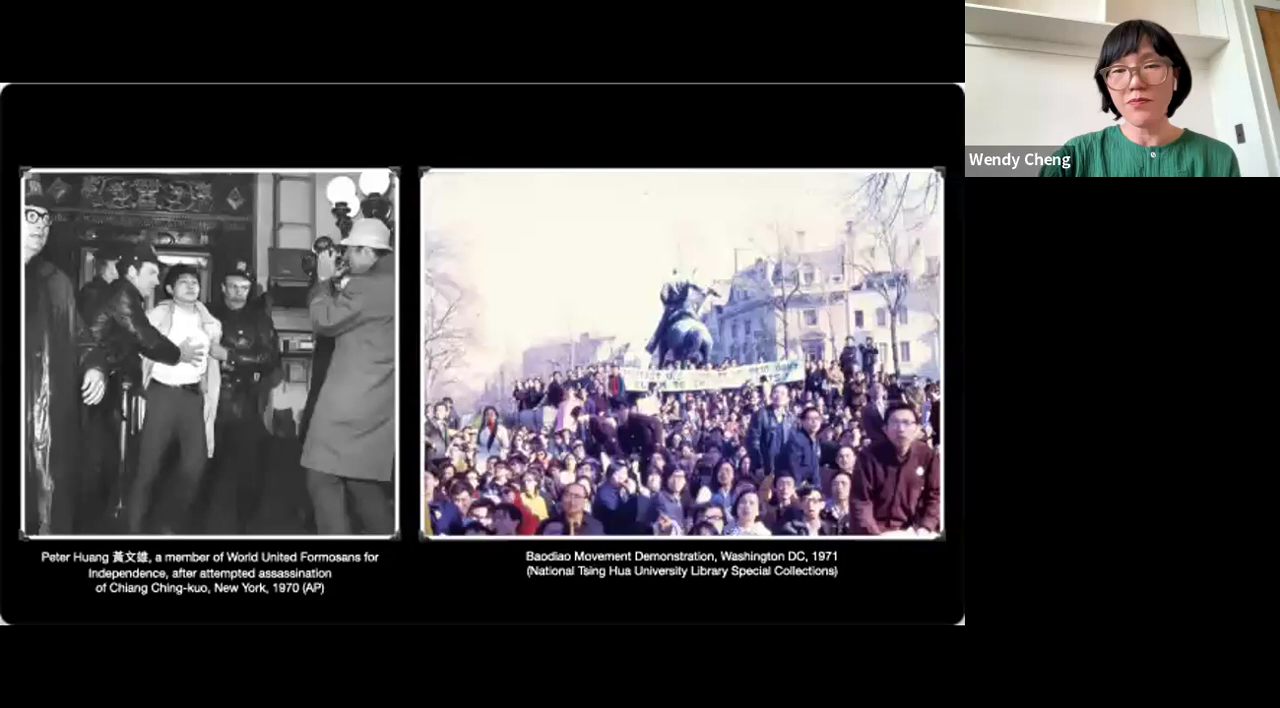 Wendy Cheng
Peter Huang 黃文雄, a member of World United Formosans for
Independence, after attempted assassination
of Chiang Ching-kuo, New York, 1970 (AP)
Baodiao Movement Demonstration, Washington DC, 1971
(National Tsing Hua University Library Special Collections)